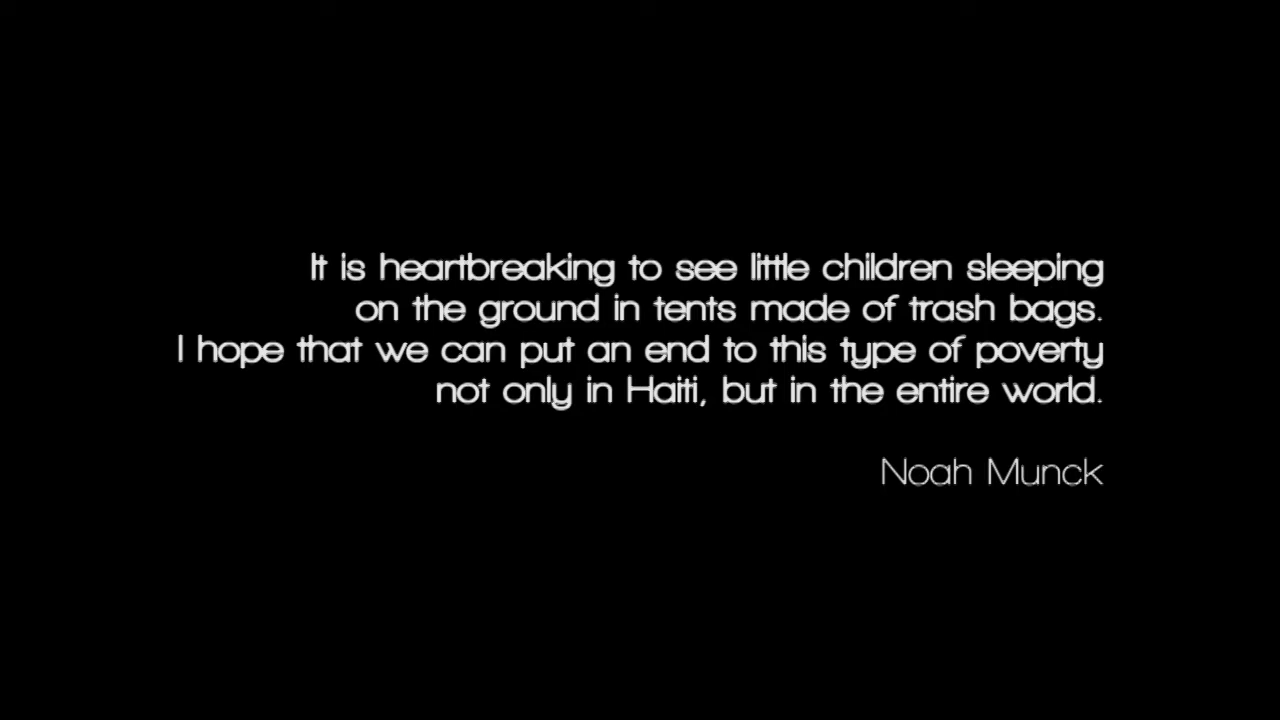 It is heartbreaking to see little children sleeping
on the ground in tents made of trash bags.
I hope that we can put an end to this type of poverty
not only in Haiti, but in the entire world.
Noah Munck